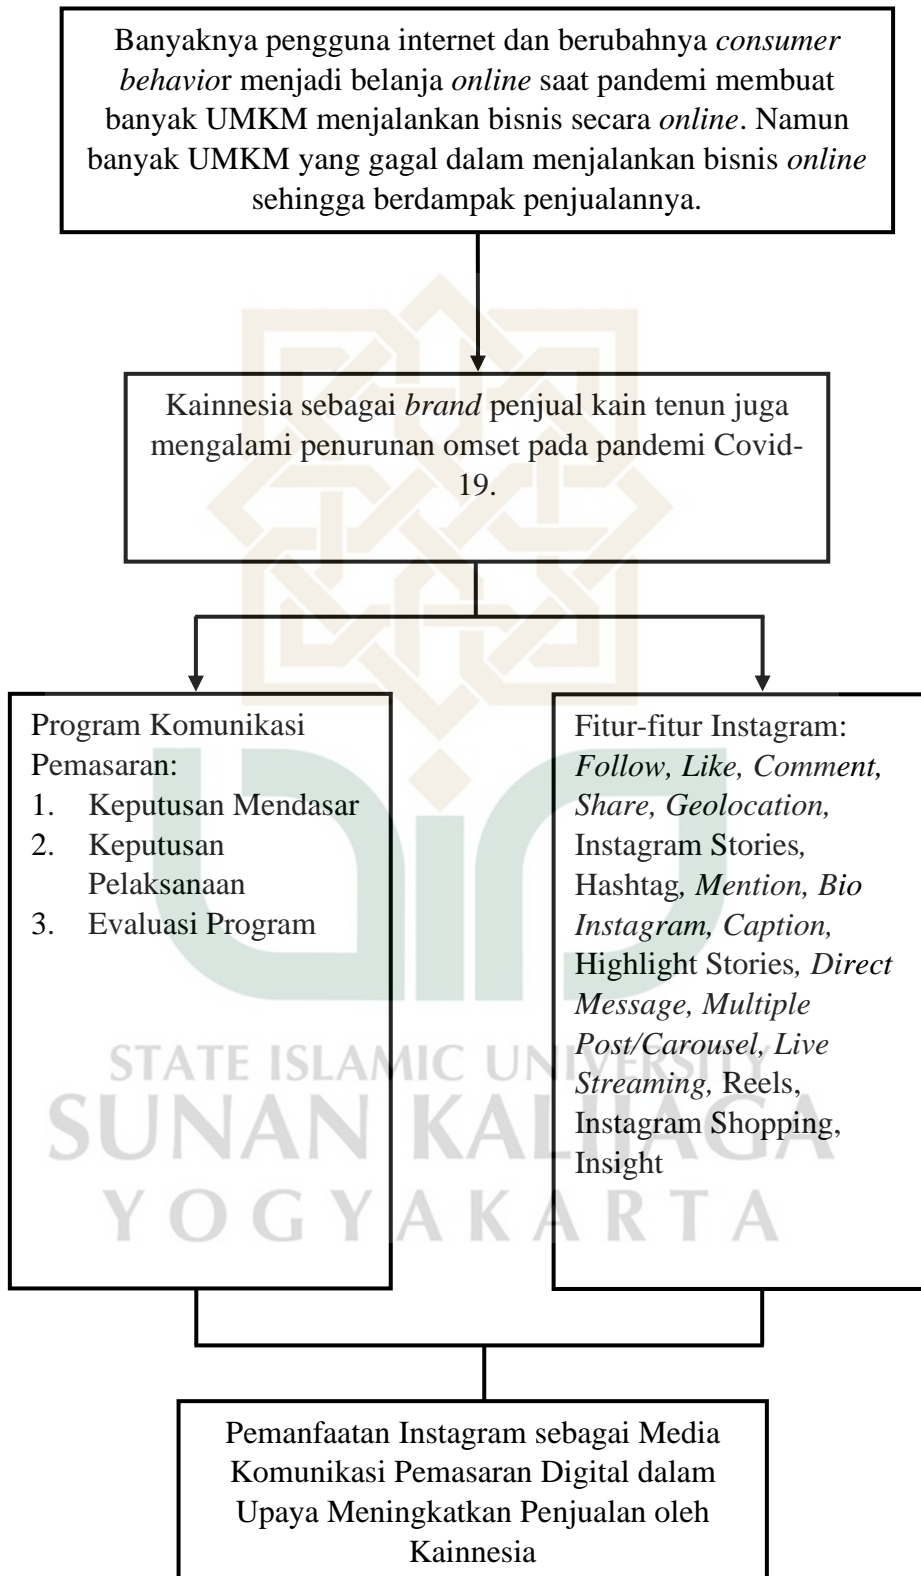 Banyaknya pengguna internet dan berubahnya consumer
behavior menjadi belanja online saat pandemi membuat
banyak UMKM menjalankan bisnis secara online. Namun
banyak UMKM yang gagal dalam menjalankan bisnis online
sehingga berdampak penjualannya.
Kainnesia sebagai brand penjual kain tenun juga
mengalami penurunan omset pada pandemi Covid-
19.
Program Komunikasi
Pemasaran:
1. Keputusan Mendasar
2. Keputusan
Pelaksanaan
3. Evaluasi Program
Fitur-fitur Instagram:
Follow, Like, Comment,
Share, Geolocation,
Instagram Stories,
Hashtag, Mention, Bio
Instagram, Caption,
Highlight Stories, Direct
Message, Multiple
Post/Carousel, Live
Streaming, Reels,
Instagram Shopping,
Insight
STATE ISLAMIC UNIVERSITY
SUNAN KALIJAGA
YOGYAKARTA
Pemanfaatan Instagram sebagai Media
Komunikasi Pemasaran Digital dalam
Upaya Meningkatkan Penjualan oleh
Kainnesia